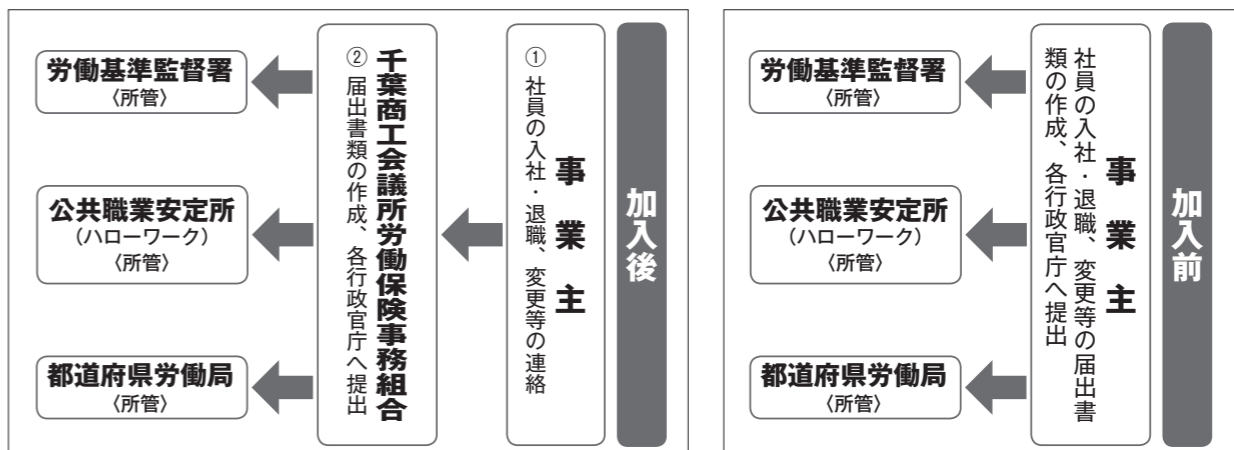 加入前
事業主
社員の入社・退職、変更等の届出書
類の作成、各行政官庁へ提出
労働基準監督署
〈所管〉
公共職業安定所
（ハローワーク）
〈所管〉
都道府県労働局
〈所管〉
加入後
事業主
① 社員の入社・退職、変更等の連絡
千葉商工会議所労働保険事務組合
② 届出書類の作成、各行政官庁へ提出
労働基準監督署
〈所管〉
公共職業安定所
（ハローワーク）
〈所管〉
都道府県労働局
〈所管〉